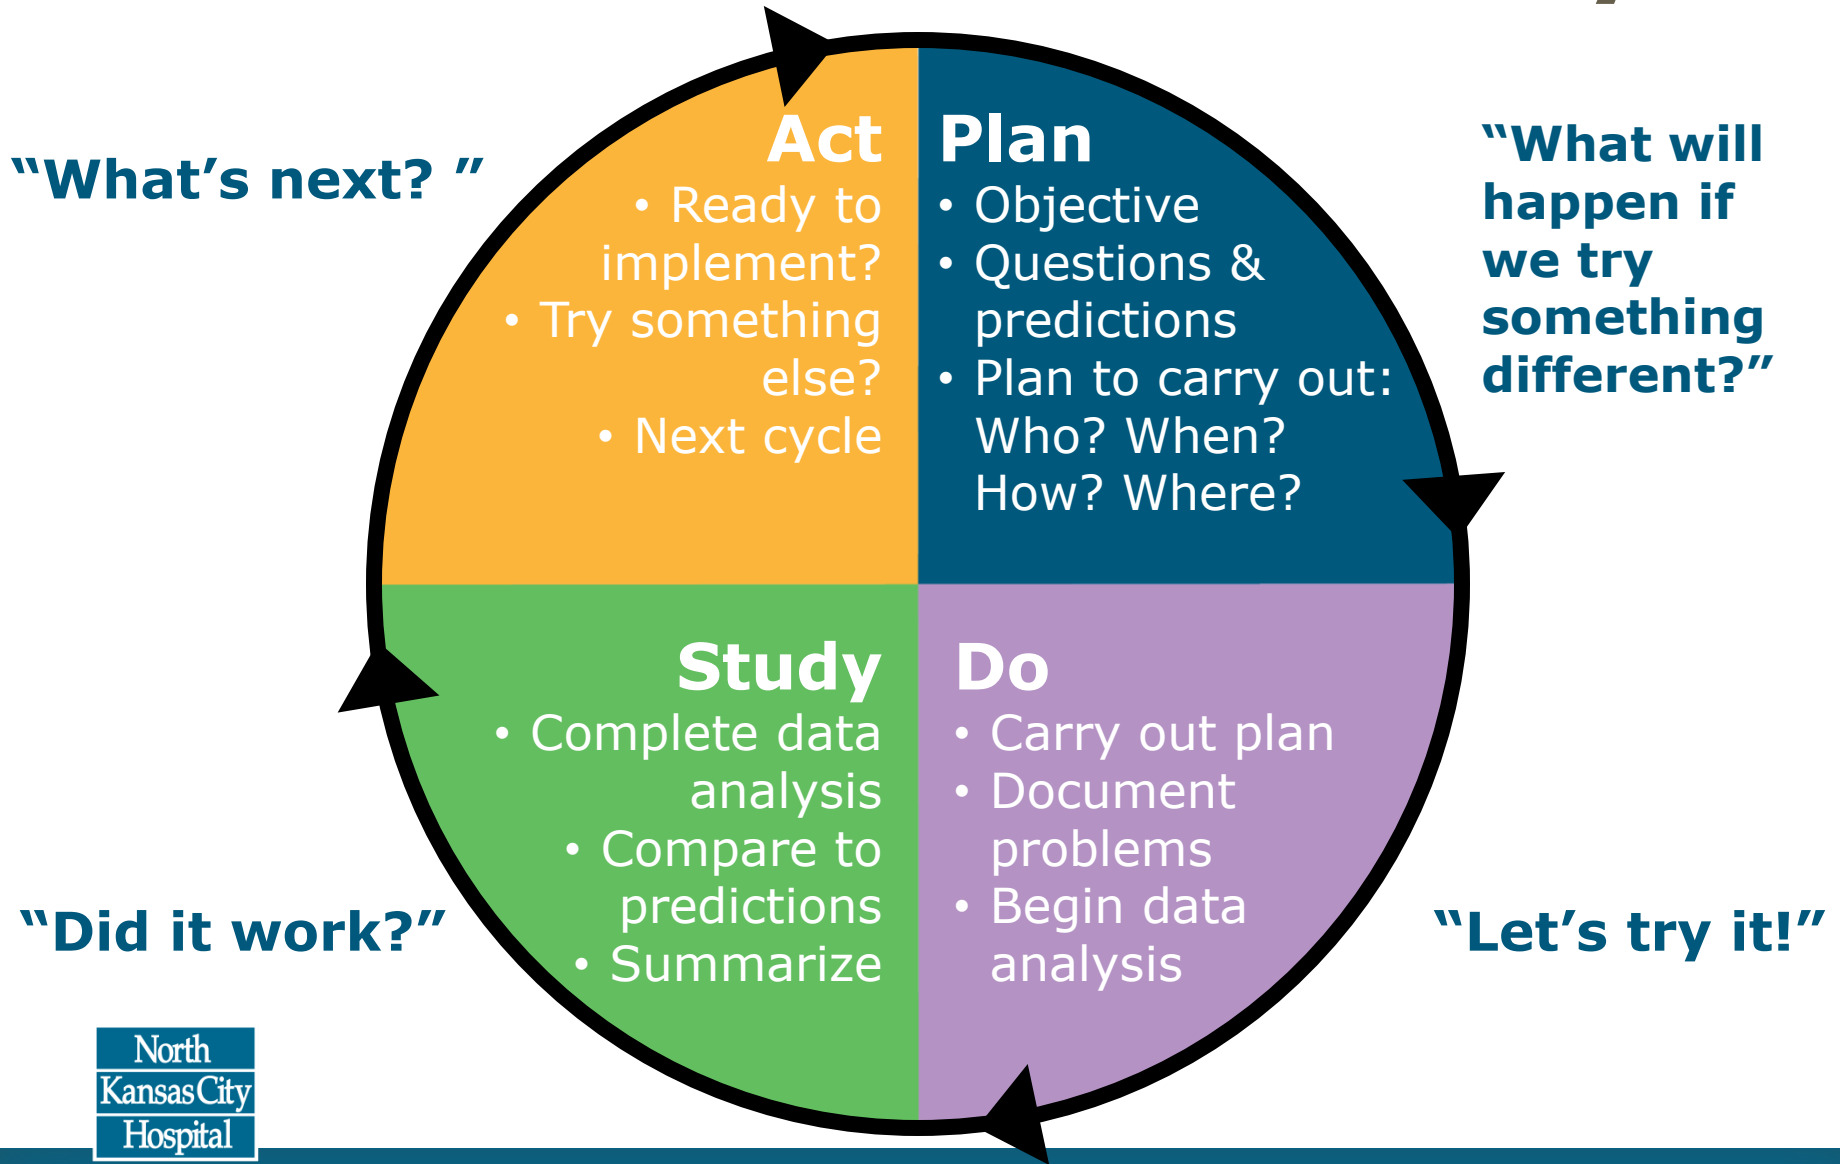 “What’s next? ”
Act
• Ready to
implement?
• Try something
else?
• Next cycle
Plan
• Objective
• Questions &
predictions
• Plan to carry out:
Who? When?
How? Where?
“What will
happen if
we try
something
different?”
“Did it work?”
Study
• Complete data
analysis
• Compare to
predictions
• Summarize
Do
• Carry out plan
• Document
problems
• Begin data
analysis
“Let’s try it!”
North
Kansas City
Hospital